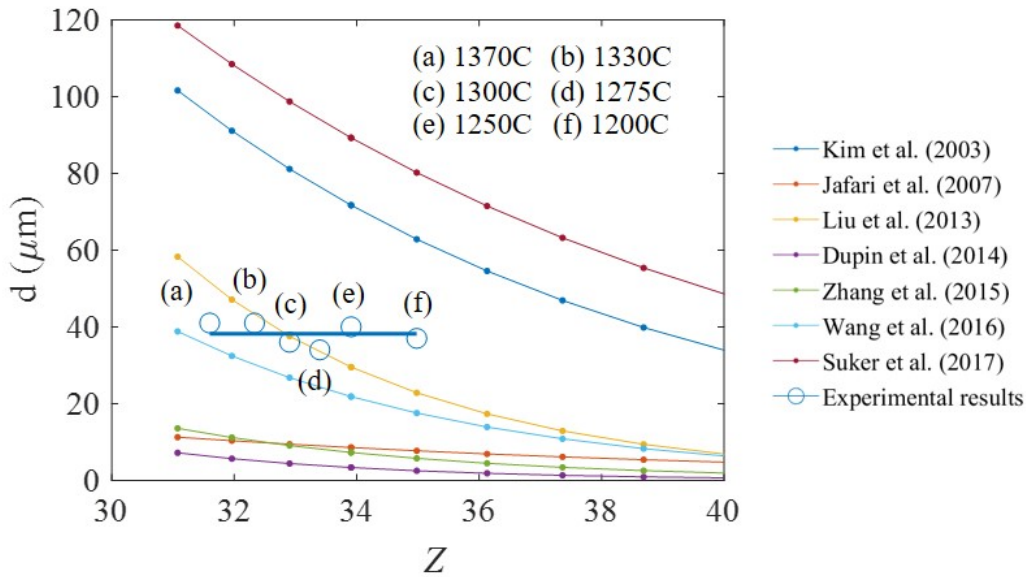 120
100
80
60
40
20
0
d (μm)
(a) 1370C (b) 1330C
(c) 1300C (d) 1275C
(e) 1250C (f) 1200C
(a)
(b)
(c)
(d)
(e)
(f)
30 32 34 36 38 40
Z
Kim et al. (2003)
Jafari et al. (2007)
Liu et al. (2013)
Dupin et al. (2014)
Zhang et al. (2015)
Wang et al. (2016)
Suker et al. (2017)
Experimental results